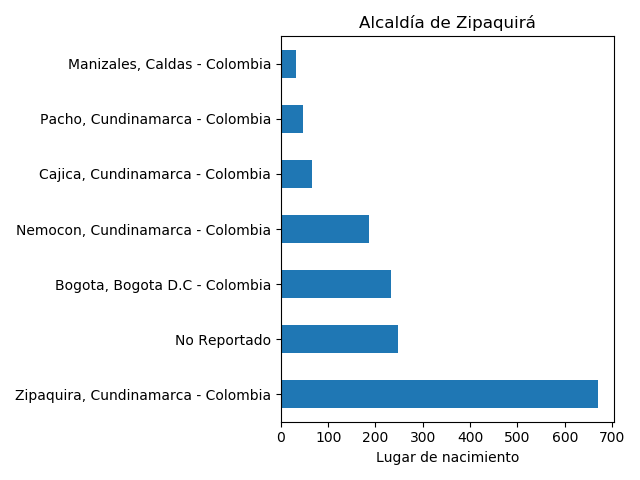 Alcaldía de Zipaquirá
Manizales, Caldas - Colombia
Pacho, Cundinamarca - Colombia
Cajica, Cundinamarca - Colombia
Nemocon, Cundinamarca - Colombia
Bogota, Bogota D.C - Colombia
No Reportado
Zipaquira, Cundinamarca - Colombia
0 100 200 300 400 500 600 700
Lugar de nacimiento